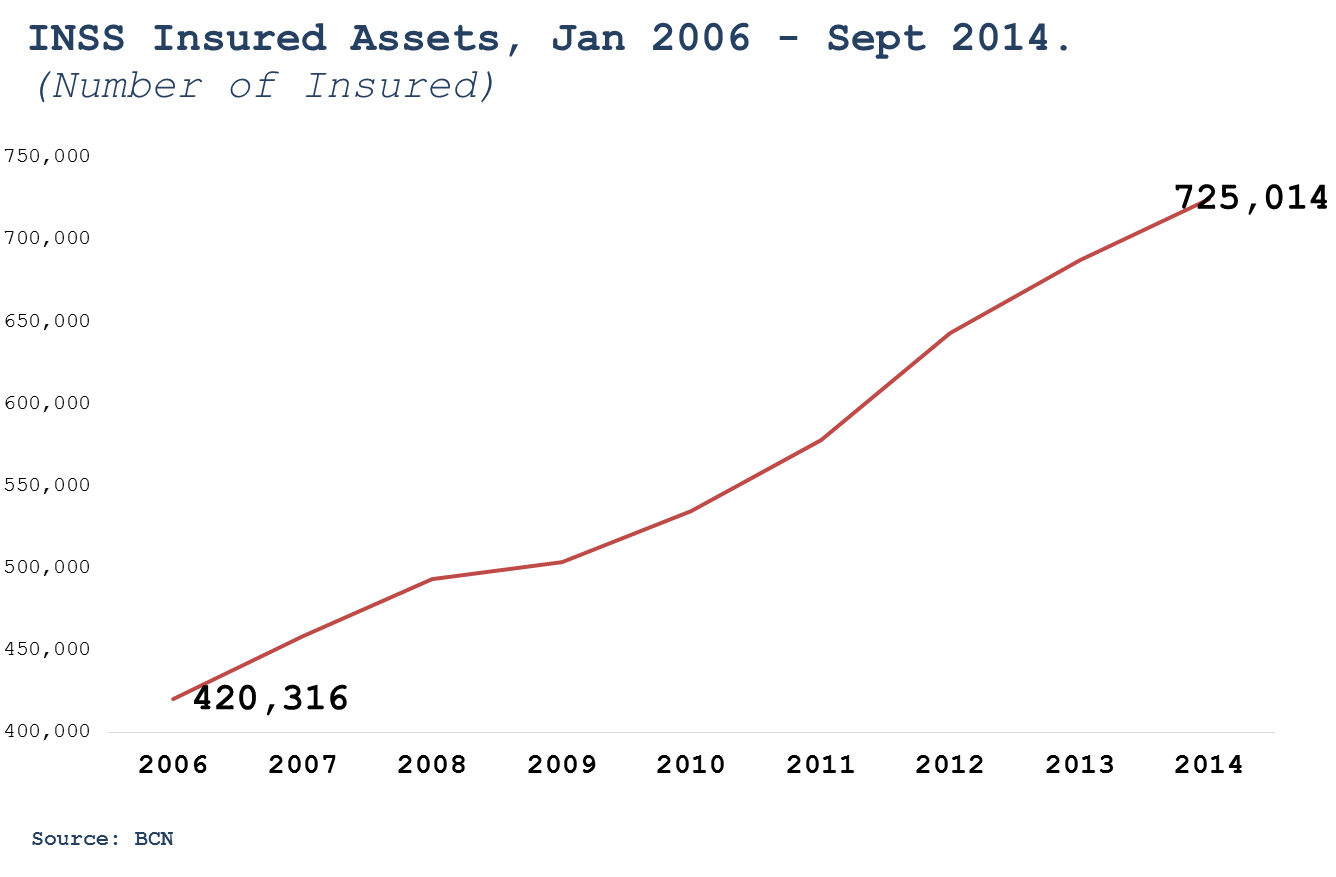 INSS Insured Assets, Jan 2006 - Sept 2014.
(Number of Insured)
750,000
725,014
700,000
650,000
600,000
550,000
500,000
450,000
420,316
400,000
2006 2007 2008 2009 2010 2011 2012 2013 2014
Source: BCN